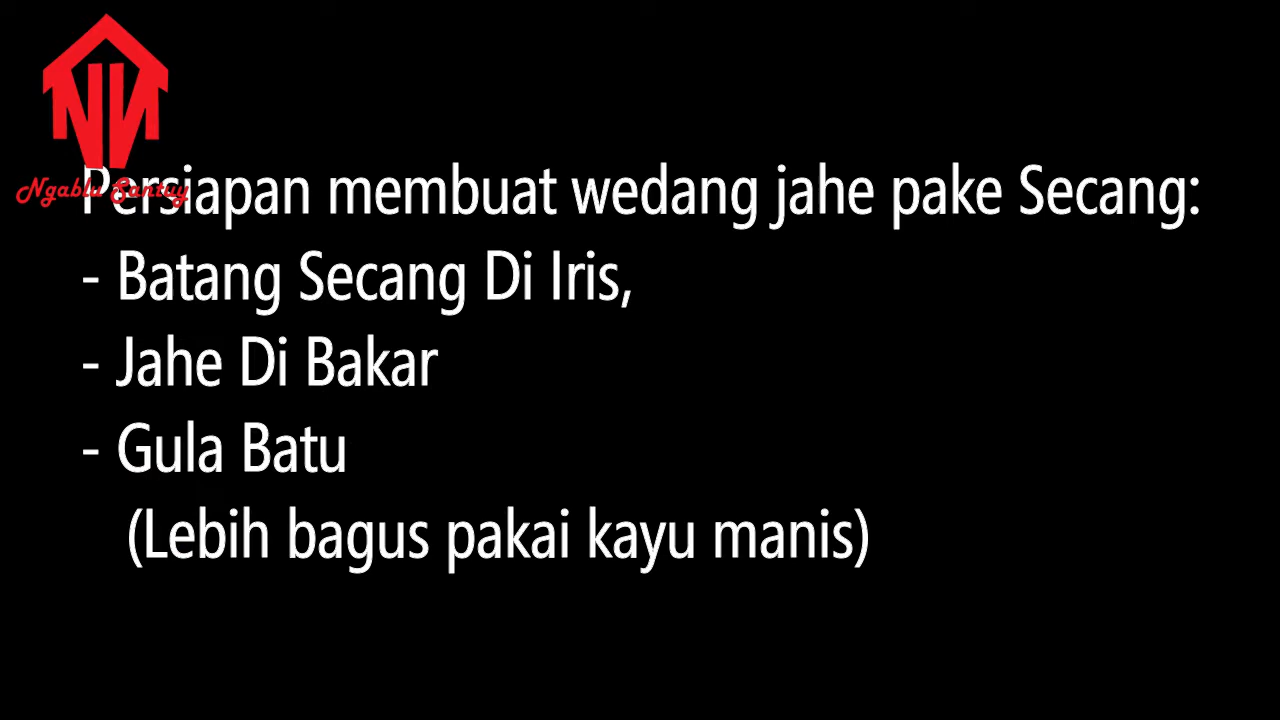 Ngablu Santuy
Persiapan membuat wedang jahe pake Secang:
- Batang Secang Di Iris,
- Jahe Di Bakar
- Gula Batu
(Lebih bagus pakai kayu manis)